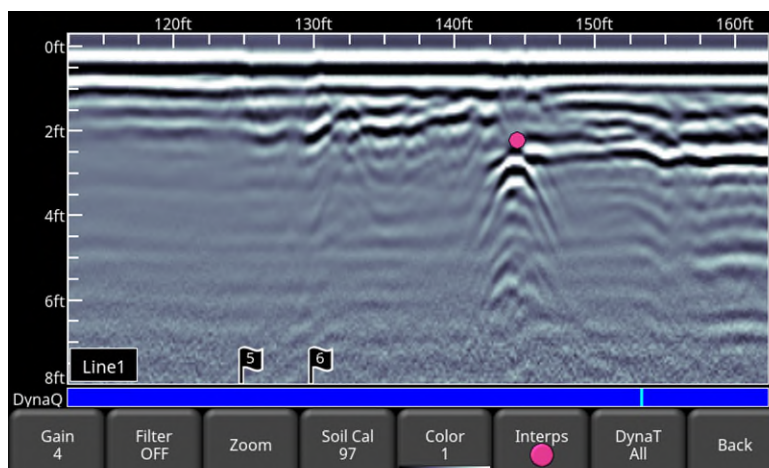 120ft 130ft 140ft 150ft 160ft
0ft
2ft
4ft
6ft
8ft
Line1
5
6
DynaQ
Gain Filter Zoom Soil Cal Color Interps DynaT Back
4 OFF 97 1 All